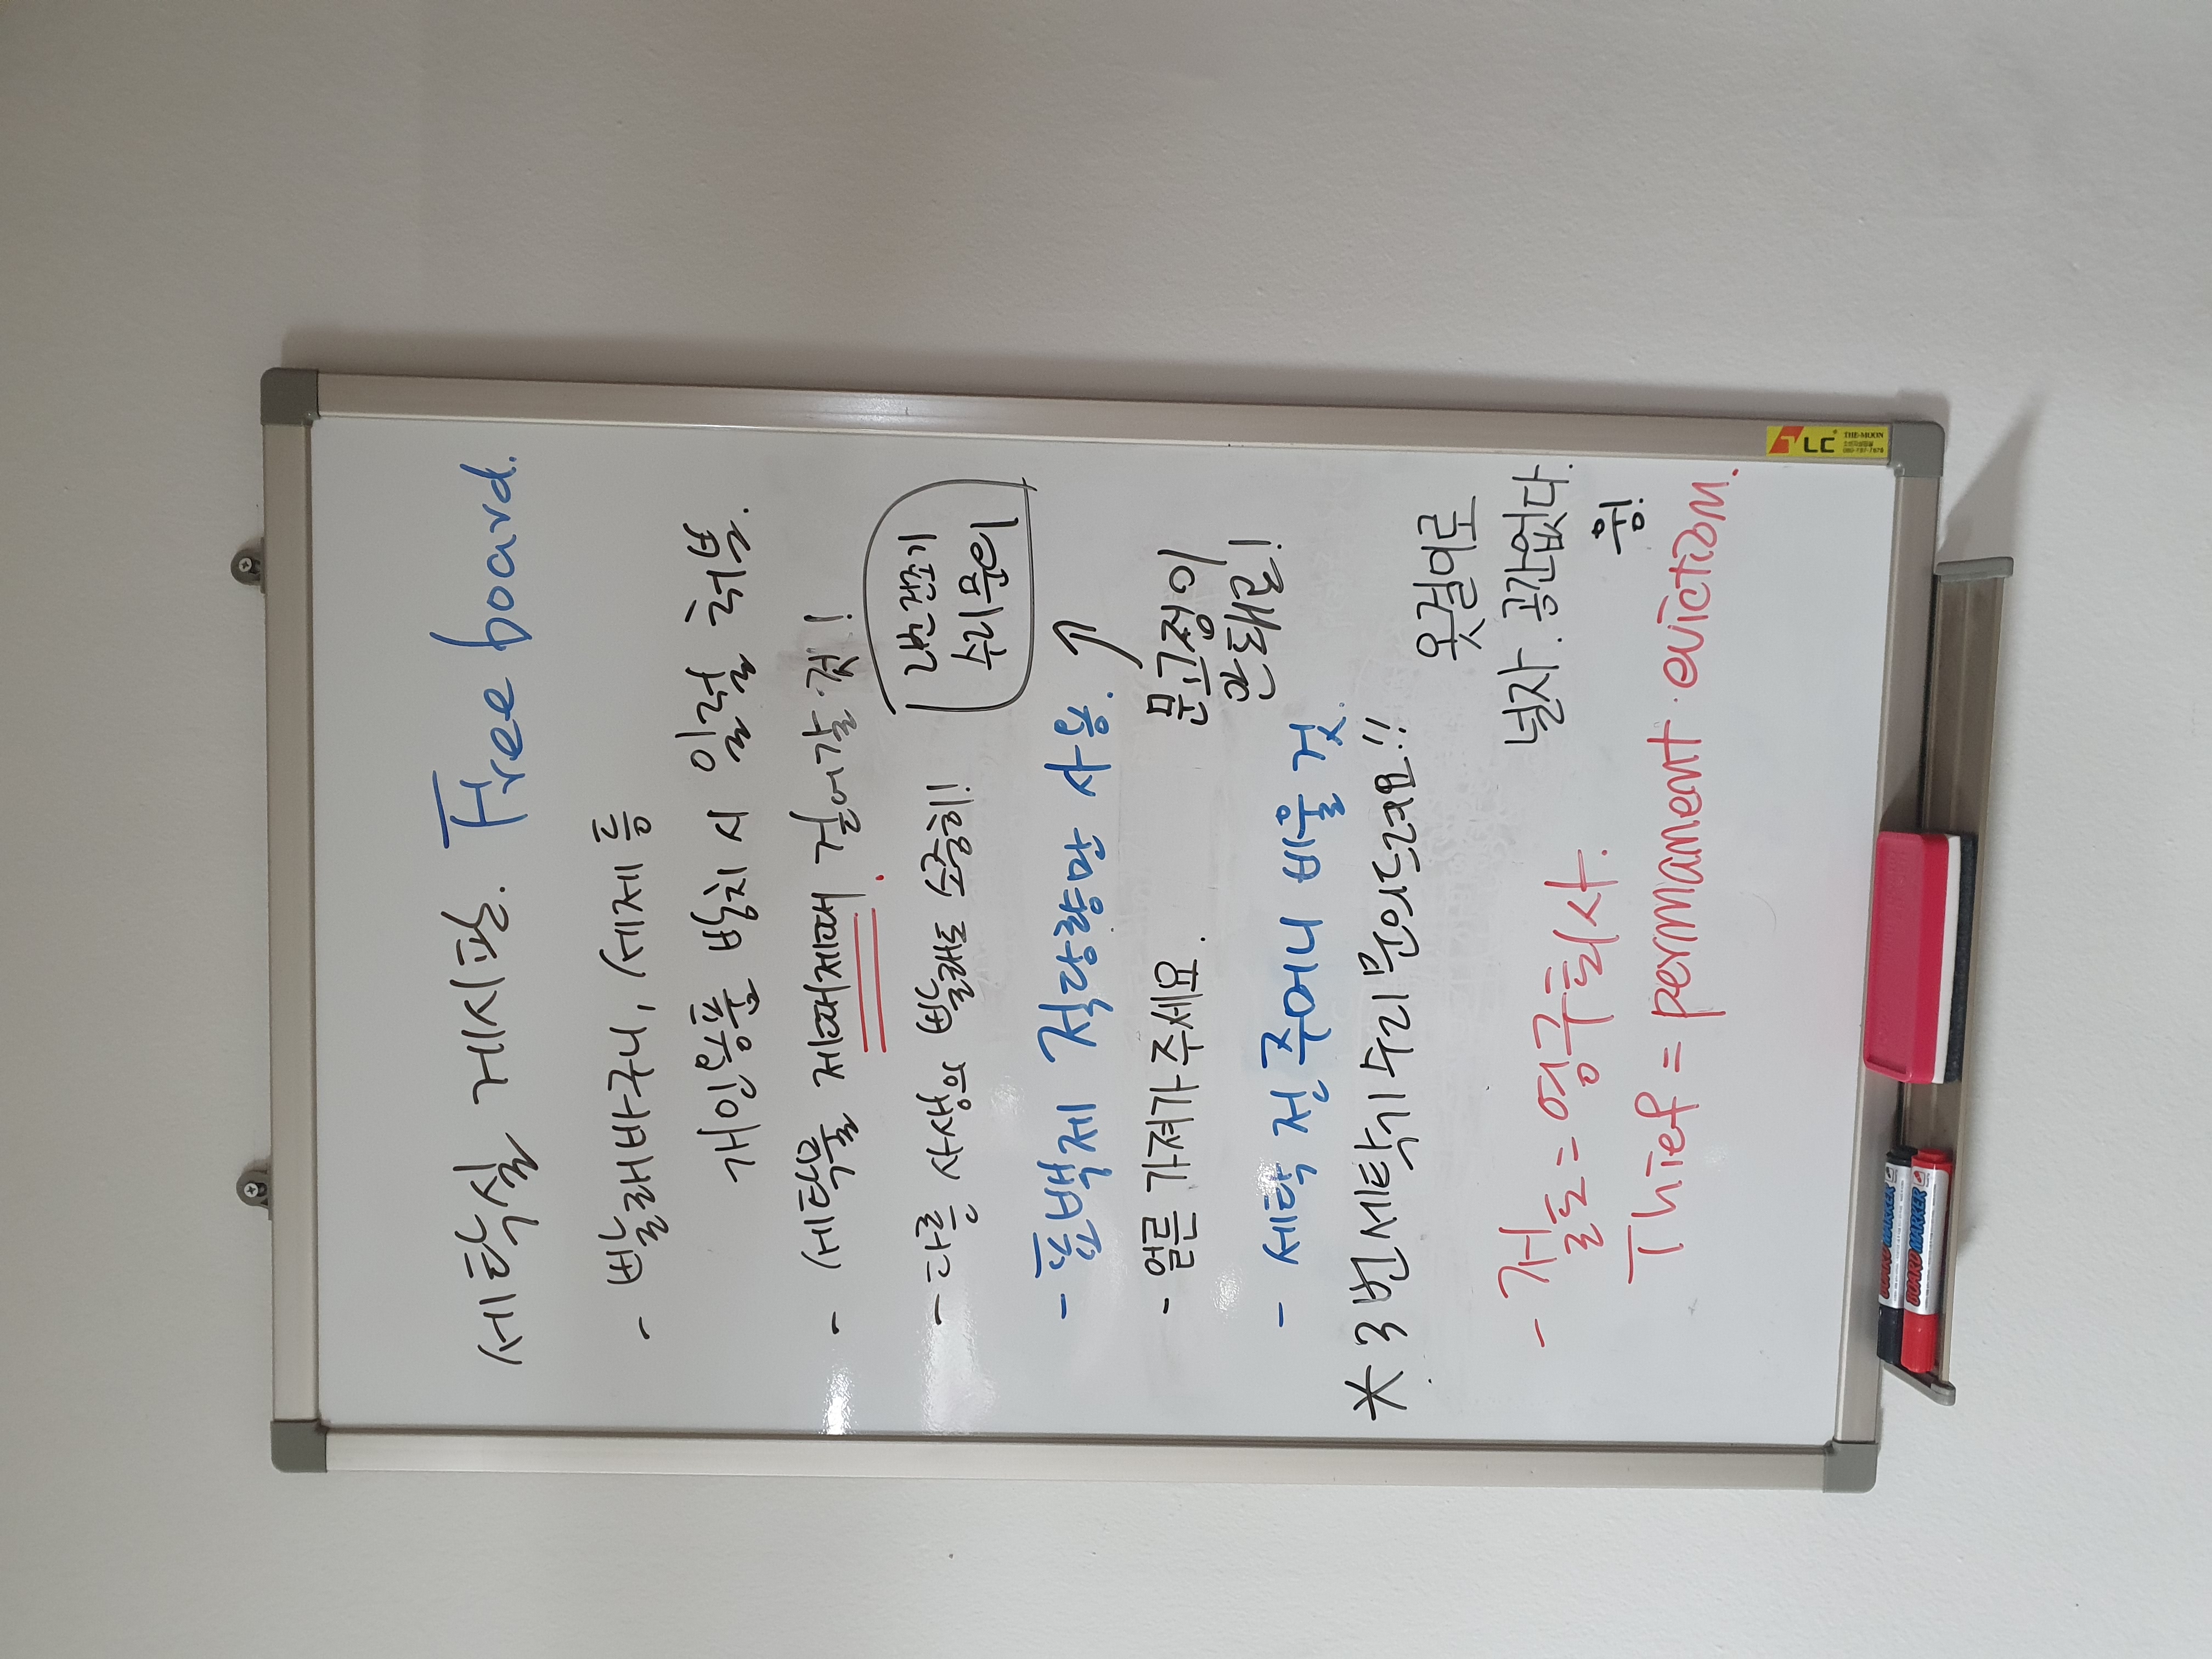 세탁실 게시판. Free board.
- 빨래바구니, 세제 등
개인용품 방치 시 일럴 처분.
- 세탁물 제때제때 걷어갈 것!
- 다른 사생의 빨래도 소중히!
2번 건조기
수리 문의
- 표백제 적당량만 사용.
문고정이
안돼로!
- 얼른 가져가 주세요.
- 세탁 전 주머니 비울 것.
* 3번 세탁기 수리 문의드려요!!
옷걸이로
널자. 공간없다.
웡!
- 절도 = 영구퇴사.
Thief = permanent eviction.
LC
THE-MOON
BOARD MARKER
BOARD MARKER